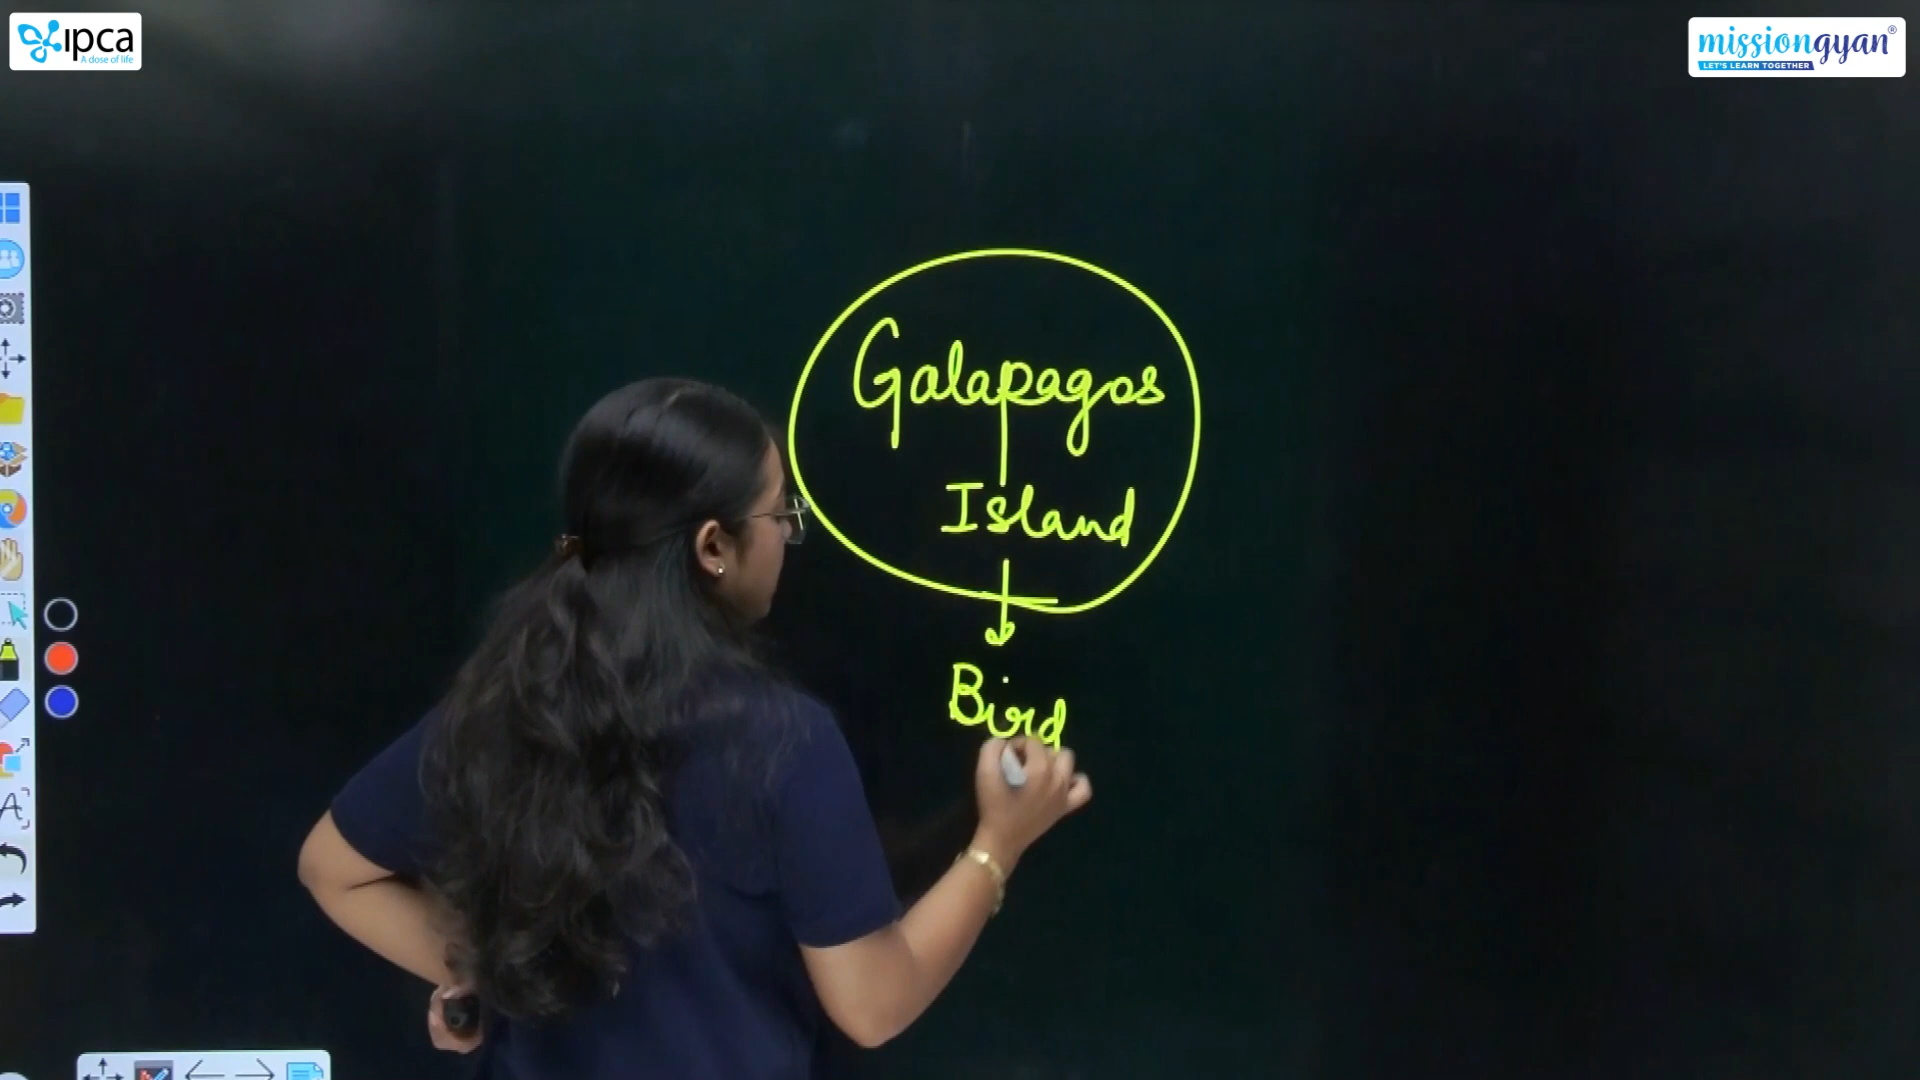 ipca
A dose of life
missiongyan®
LET'S LEARN TOGETHER
Galapagos
Island
Bird